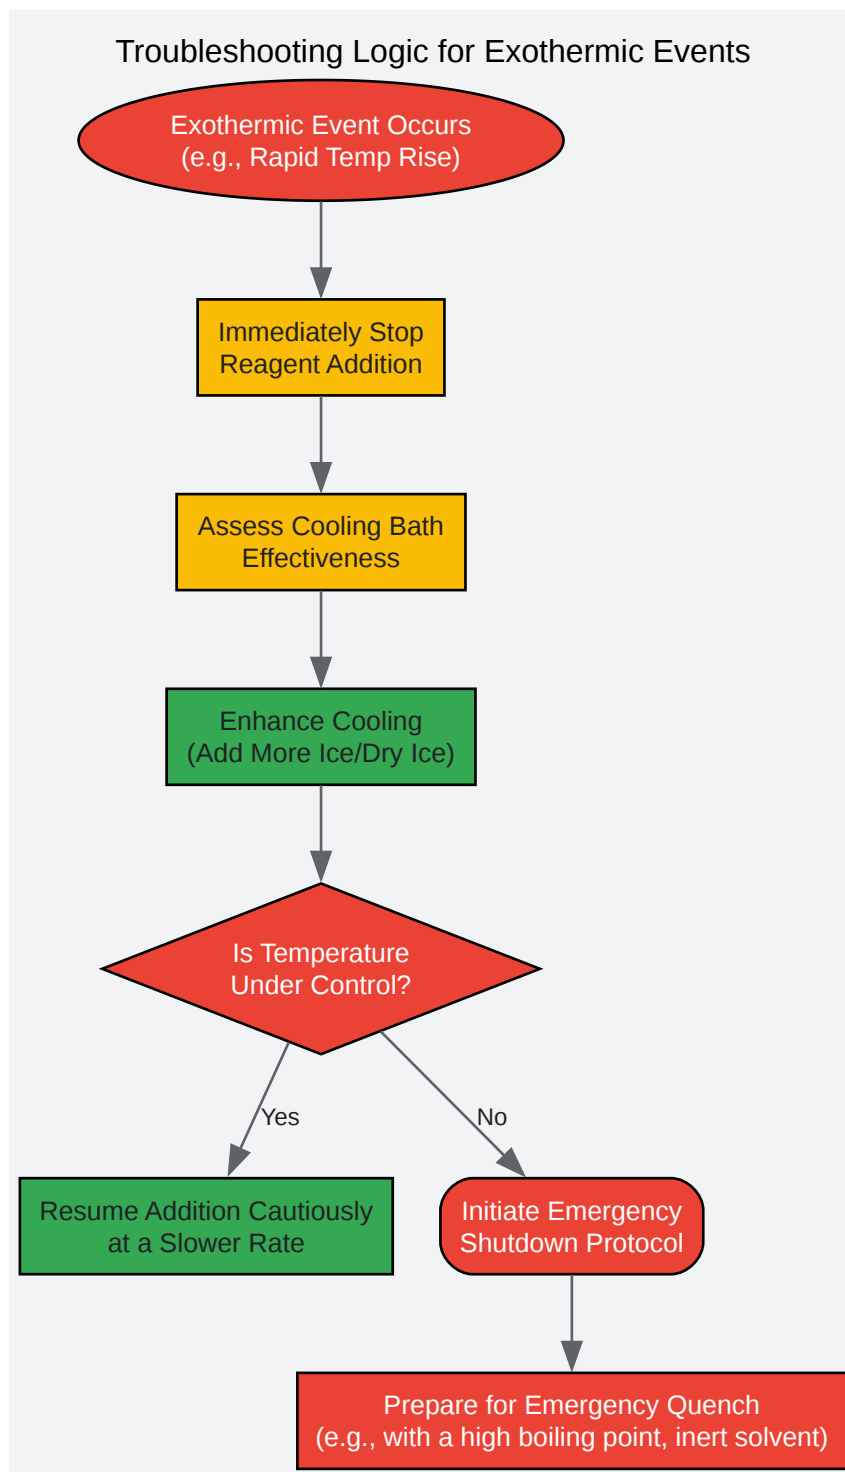 Troubleshooting Logic for Exothermic Events
Exothermic Event Occurs
(e.g., Rapid Temp Rise)
Immediately Stop
Reagent Addition
Assess Cooling Bath
Effectiveness
Enhance Cooling
(Add More Ice/Dry Ice)
Is Temperature
Under Control?
Yes
No
Resume Addition Cautiously
at a Slower Rate
Initiate Emergency
Shutdown Protocol
Prepare for Emergency Quench
(e.g., with a high boiling point, inert solvent)